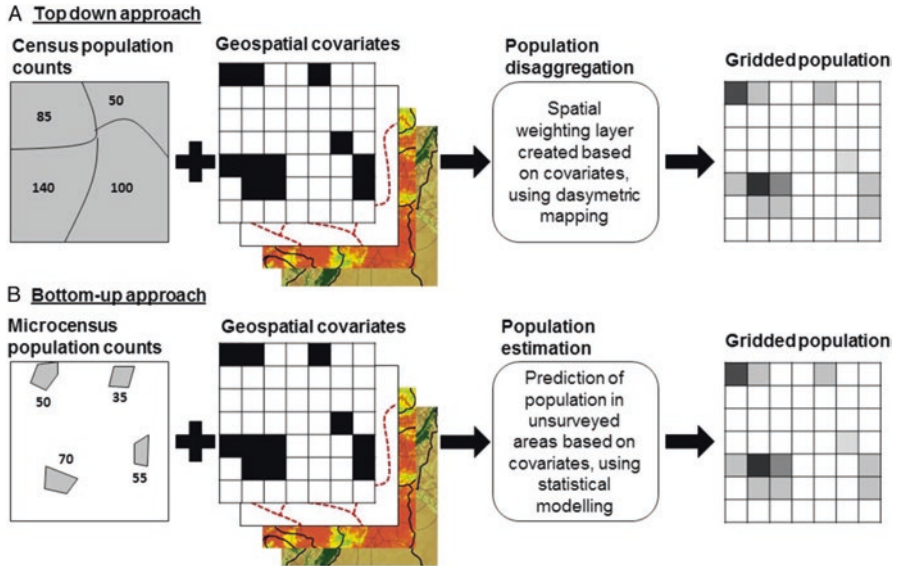 A Top down approach
Census population
counts
85
50
140
100
Geospatial covariates
Population
disaggregation
Spatial
weighting layer
created based
on covariates,
using dasymetric
mapping
Gridded population
B Bottom-up approach
Microcensus
population counts
50
35
70
55
Geospatial covariates
Population
estimation
Prediction of
population in
unsurveyed
areas based on
covariates, using
statistical
modelling
Gridded population